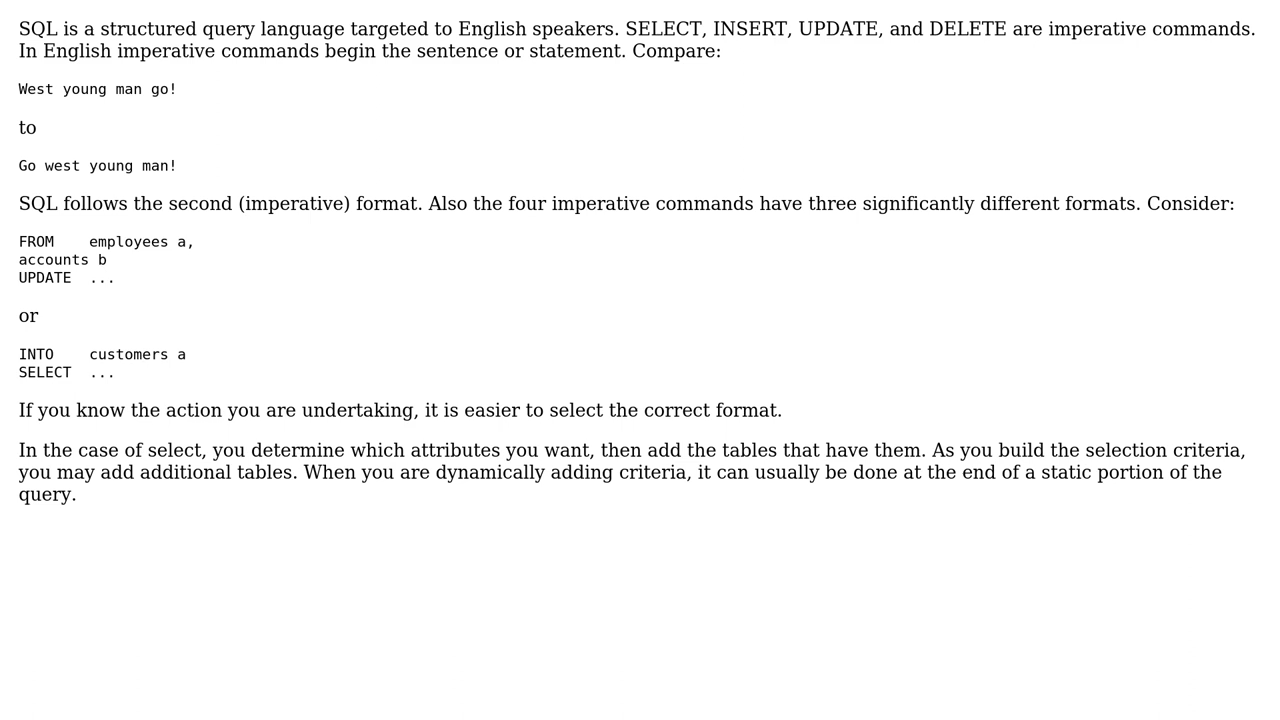 SQL is a structured query language targeted to English speakers. SELECT, INSERT, UPDATE, and DELETE are imperative commands.
In English imperative commands begin the sentence or statement. Compare:
West young man go!
to
Go west young man!
SQL follows the second (imperative) format. Also the four imperative commands have three significantly different formats. Consider:
FROM    employees a,
accounts b
UPDATE  ...
or
INTO    customers a
SELECT  ...
If you know the action you are undertaking, it is easier to select the correct format.
In the case of select, you determine which attributes you want, then add the tables that have them. As you build the selection criteria,
you may add additional tables. When you are dynamically adding criteria, it can usually be done at the end of a static portion of the
query.